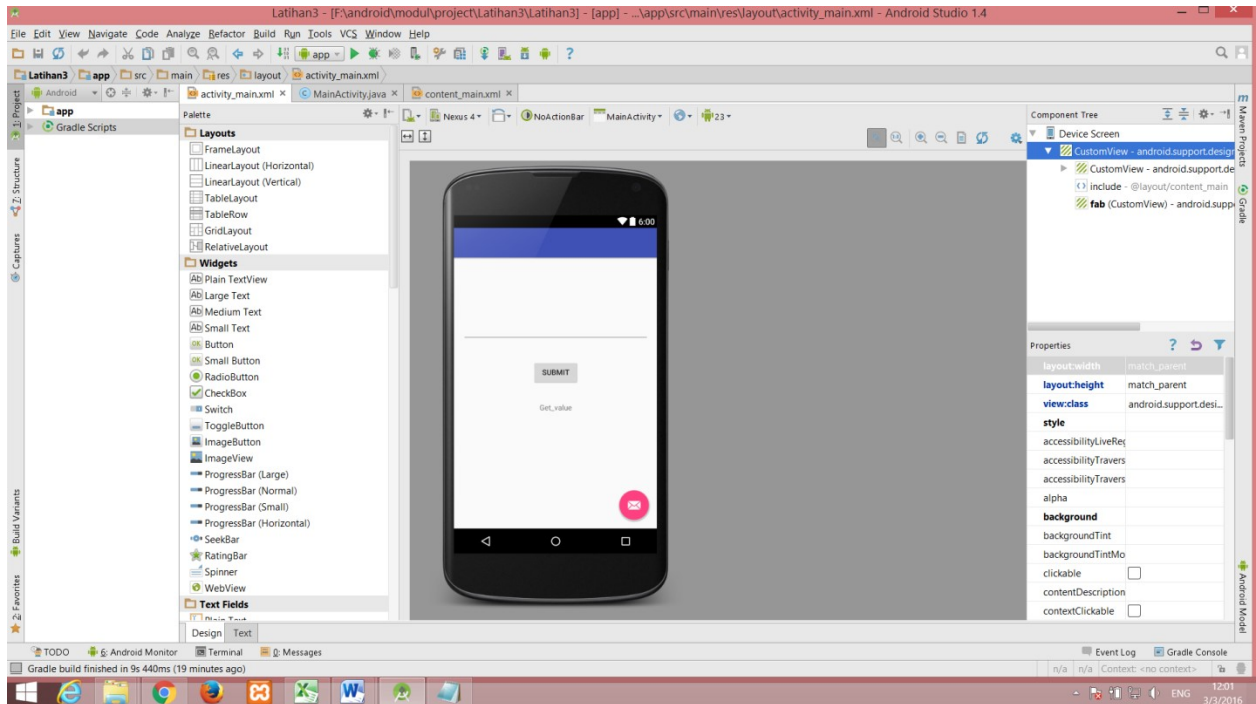 Latihan3 - [F:\android\modul\project\Latihan3\Latihan3] - [app] - ...\app\src\main\res\layout\activity_main.xml - Android Studio 1.4
File Edit View Navigate Code Analyze Refactor Build Run Tools VCS Window Help
app
Latihan3 app src main res layout activity_main.xml
1: Project
Z: Structure
Captures
Build Variants
2: Favorites
Android
app
Gradle Scripts
activity_main.xml MainActivity.java content_main.xml
Palette
Layouts
FrameLayout
LinearLayout (Horizontal)
LinearLayout (Vertical)
TableLayout
TableRow
GridLayout
RelativeLayout
Widgets
Ab Plain TextView
Ab Large Text
Ab Medium Text
Ab Small Text
OK Button
OK Small Button
RadioButton
CheckBox
Switch
ToggleButton
ImageButton
ImageView
ProgressBar (Large)
ProgressBar (Normal)
ProgressBar (Small)
ProgressBar (Horizontal)
SeekBar
RatingBar
Spinner
WebView
Text Fields
Plain Text
Design Text
Nexus 4 NoActionBar MainActivity 23
6:00
SUBMIT
Get_value
Component Tree
Device Screen
CustomView - android.support.desig
CustomView - android.support.de
include - @layout/content_main
fab (CustomView) - android.supp
Properties
layout:width match_parent
layout:height match_parent
view:class android.support.desi...
style
accessibilityLiveReg
accessibilityTravers
accessibilityTravers
alpha
background
backgroundTint
backgroundTintMo
clickable
contentDescription
contextClickable
Maven Projects
Gradle
Android Model
TODO 6: Android Monitor Terminal 0: Messages Event Log Gradle Console
Gradle build finished in 9s 440ms (19 minutes ago) n/a n/a Context: <no context>
ENG 12:01
3/3/2016